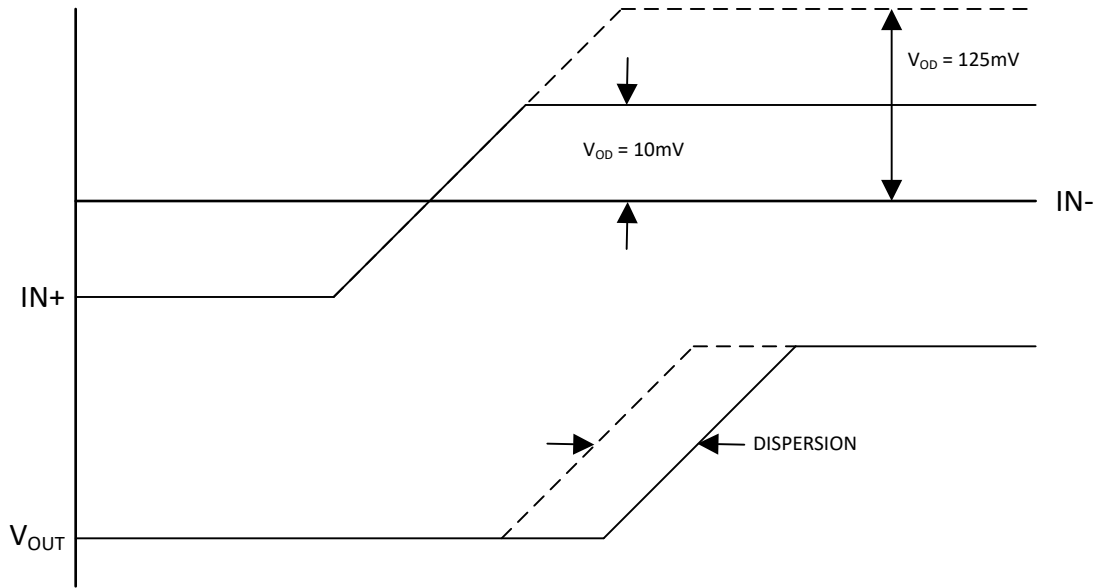 V_OD = 125mV
V_OD = 10mV
IN-
IN+
DISPERSION
V_OUT